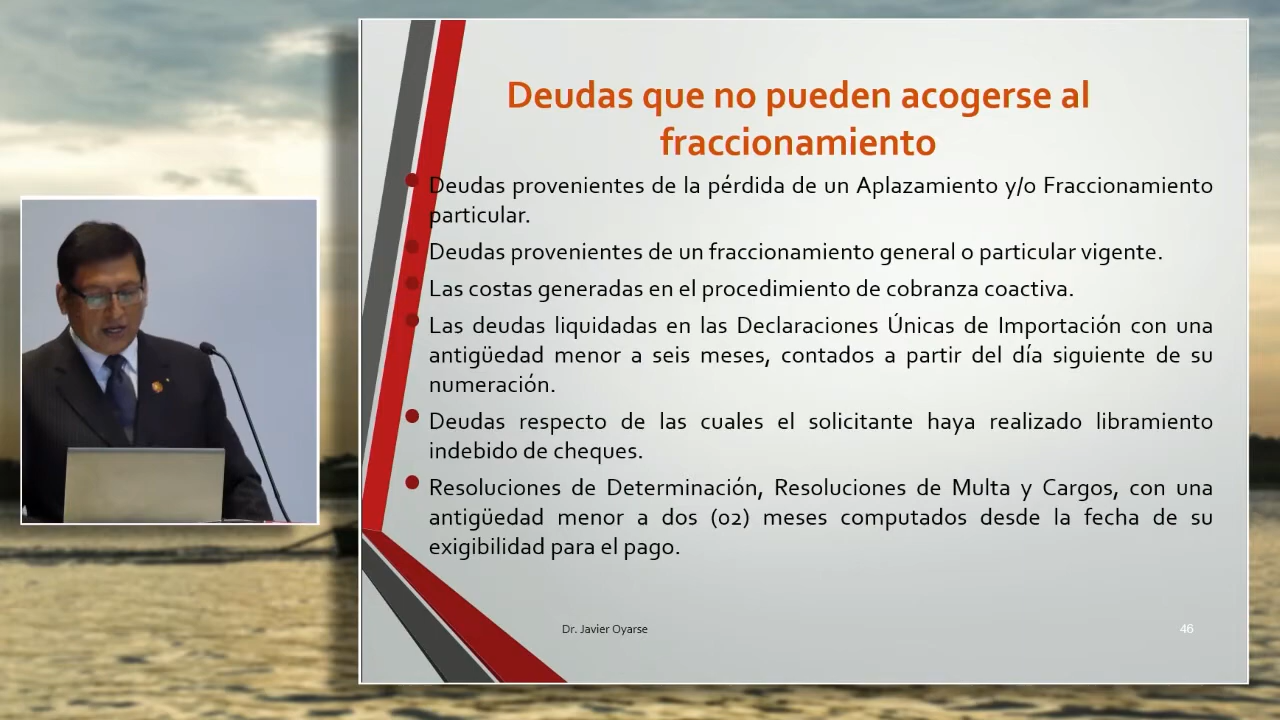 Deudas que no pueden acogerse al
fraccionamiento
Deudas provenientes de la pérdida de un Aplazamiento y/o Fraccionamiento
particular.
Deudas provenientes de un fraccionamiento general o particular vigente.
Las costas generadas en el procedimiento de cobranza coactiva.
Las deudas liquidadas en las Declaraciones Únicas de Importación con una
antigüedad menor a seis meses, contados a partir del día siguiente de su
numeración.
Deudas respecto de las cuales el solicitante haya realizado libramiento
indebido de cheques.
Resoluciones de Determinación, Resoluciones de Multa y Cargos, con una
antigüedad menor a dos (02) meses computados desde la fecha de su
exigibilidad para el pago.
Dr. Javier Oyarse
46